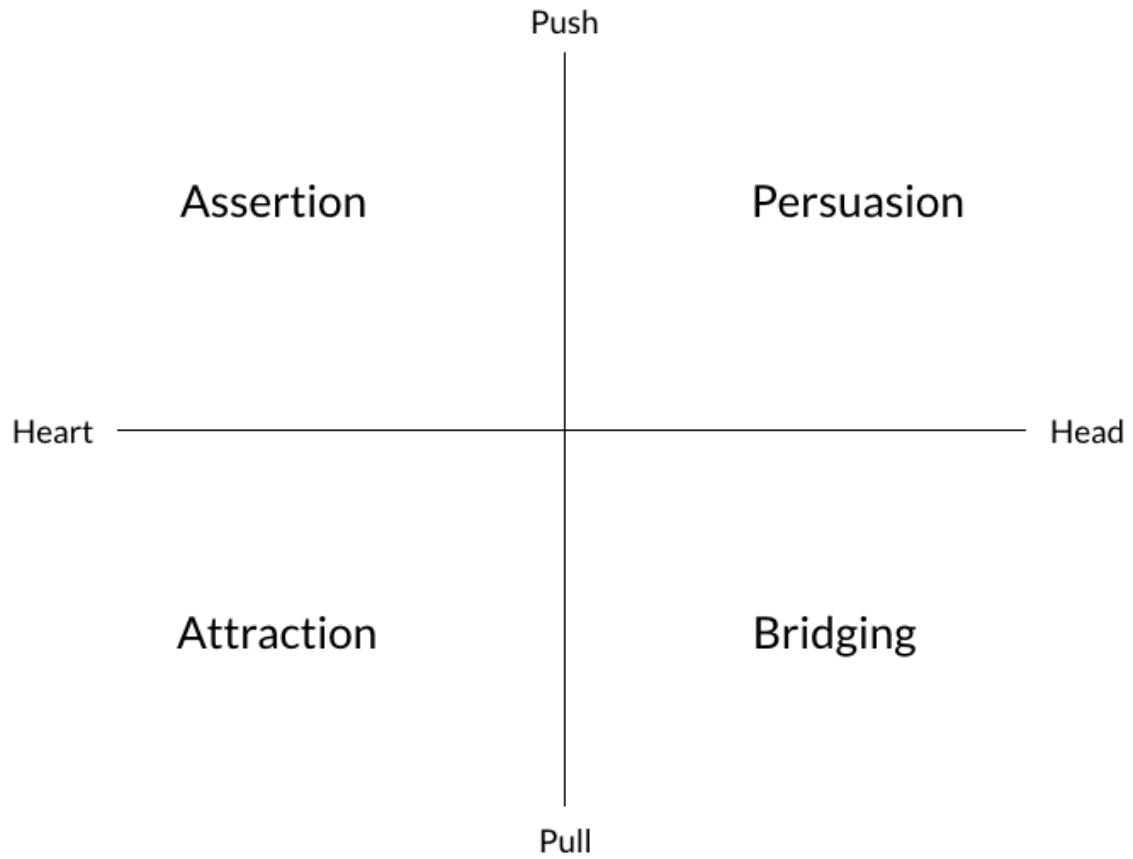 Push
Assertion
Persuasion
Heart
Head
Attraction
Bridging
Pull